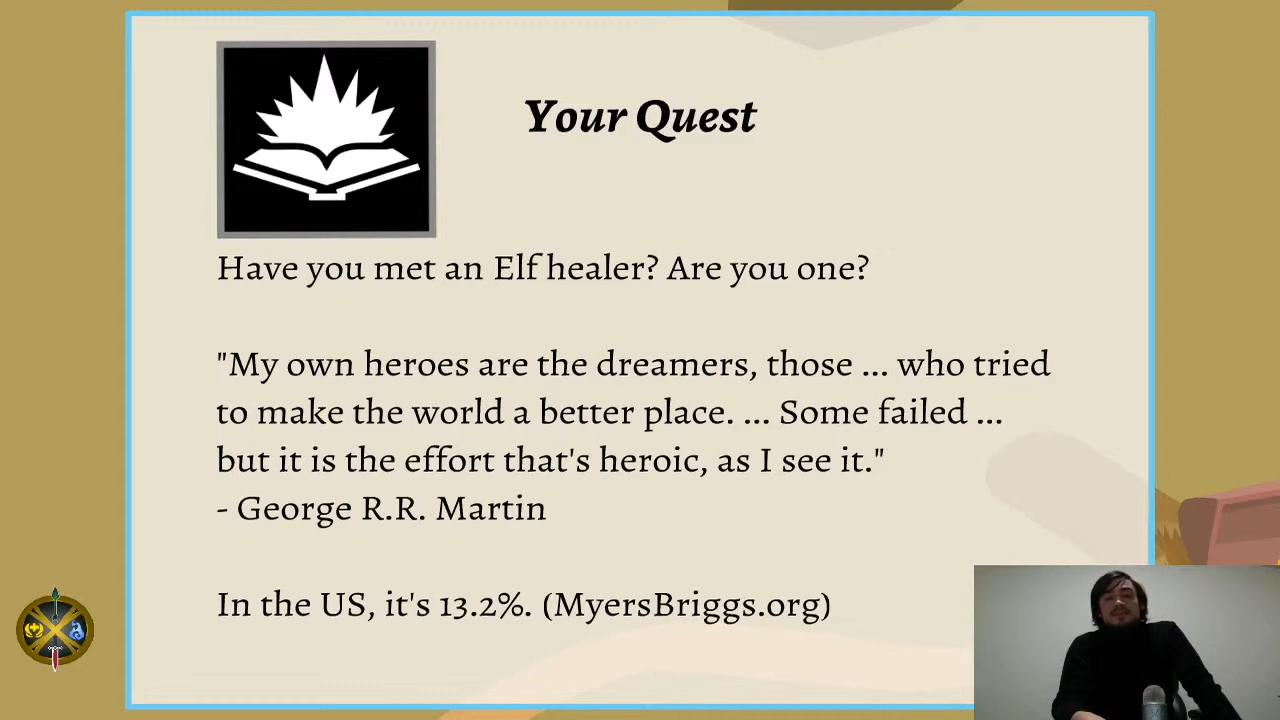 Your Quest
Have you met an Elf healer? Are you one?
"My own heroes are the dreamers, those ... who tried
to make the world a better place. ... Some failed ...
but it is the effort that's heroic, as I see it."
- George R.R. Martin
In the US, it's 13.2%. (MyersBriggs.org)